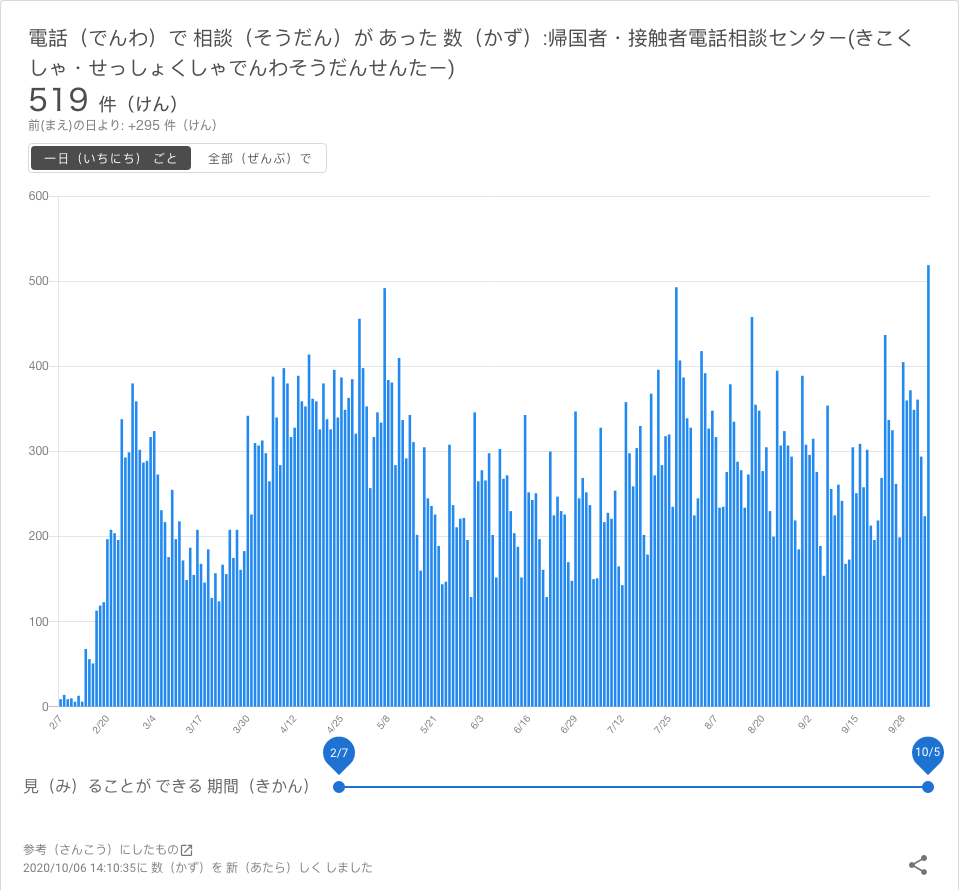 電話（でんわ）で 相談（そうだん）が あった 数（かず）:帰国者・接触者電話相談センター(きこく
しゃ・せっしょくしゃでんわそうだんせんたー)
519 件（けん）
前(まえ)の日より: +295 件（けん）
一日（いちにち） ごと 全部（ぜんぶ）で
600
500
400
300
200
100
0
2/7 2/20 3/4 3/17 3/30 4/12 4/25 5/8 5/21 6/3 6/16 6/29 7/12 7/25 8/7 8/20 9/2 9/15 9/28
2/7 10/5
見（み）ることが できる 期間（きかん）
参考（さんこう）にしたもの
2020/10/06 14:10:35に 数（かず）を 新（あたら）しく しました